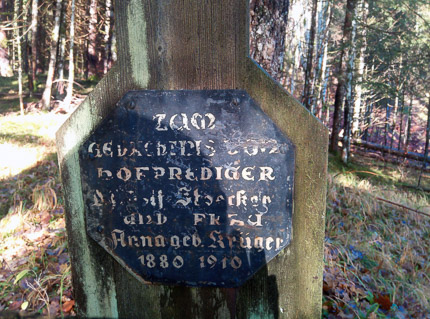 ZUM
GEDÄCHTNIS
HOFPREDIGER
Adolf Stoecker
UND FRAU
Anna geb. Krüger
1880 1910